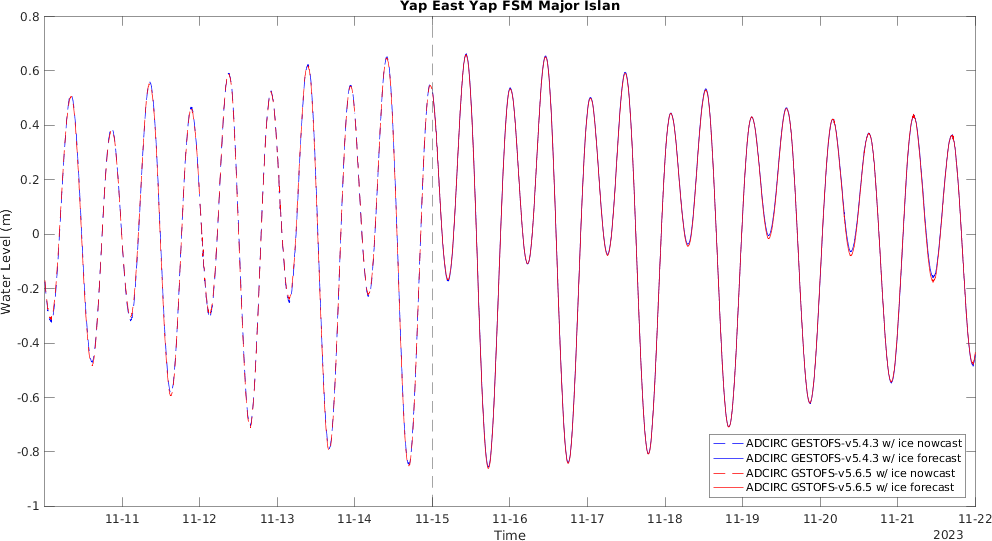 Yap East Yap FSM Major Islan
0.8
0.6
0.4
0.2
0
-0.2
-0.4
-0.6
-0.8
-1
Water Level (m)
ADCIRC GESTOFS-v5.4.3 w/ ice nowcast
ADCIRC GESTOFS-v5.4.3 w/ ice forecast
ADCIRC GSTOFS-v5.6.5 w/ ice nowcast
ADCIRC GSTOFS-v5.6.5 w/ ice forecast
11-11 11-12 11-13 11-14 11-15 11-16 11-17 11-18 11-19 11-20 11-21 11-22
Time
2023